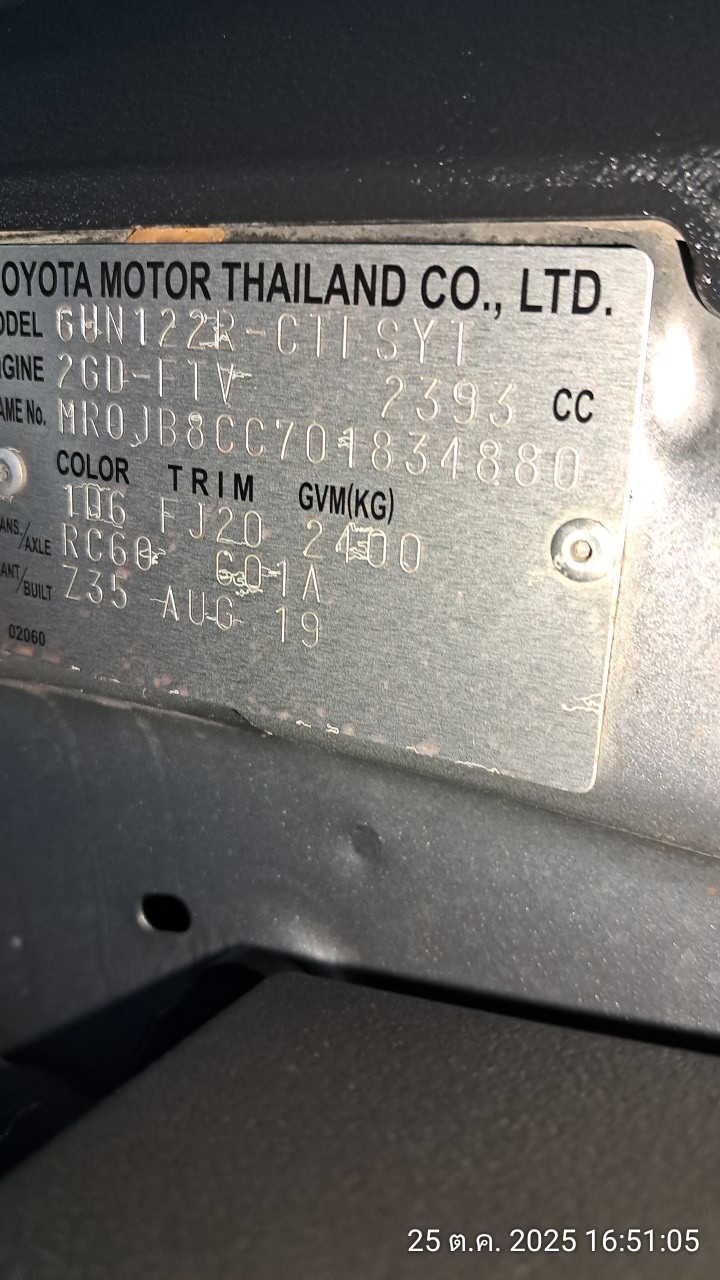 OYOTA MOTOR THAILAND CO., LTD.
ODEL GUN122R-CTFSYT
GINE 2GD-FTV 2393 CC
AME No. MR0JB8CC701834880
COLOR TRIM GVM(KG)
1D6 FJ20 2400
ANS/AXLE RC60 G01A
ANT/BUILT Z35 AUG 19
02060
25 ต.ค. 2025 16:51:05